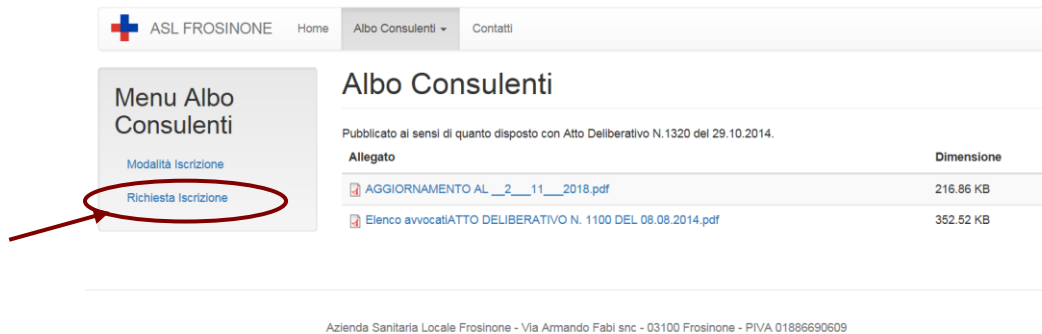 ASL FROSINONE Home Albo Consulenti Contatti
Menu Albo
Consulenti
Modalità Iscrizione
Richiesta Iscrizione
Albo Consulenti
Pubblicato ai sensi di quanto disposto con Atto Deliberativo N.1320 del 29.10.2014.
Allegato Dimensione
AGGIORNAMENTO AL __2___11___2018.pdf 216.86 KB
Elenco avvocatiATTO DELIBERATIVO N. 1100 DEL 08.08.2014.pdf 352.52 KB
Azienda Sanitaria Locale Frosinone - Via Armando Fabi snc - 03100 Frosinone - PIVA 01886690609